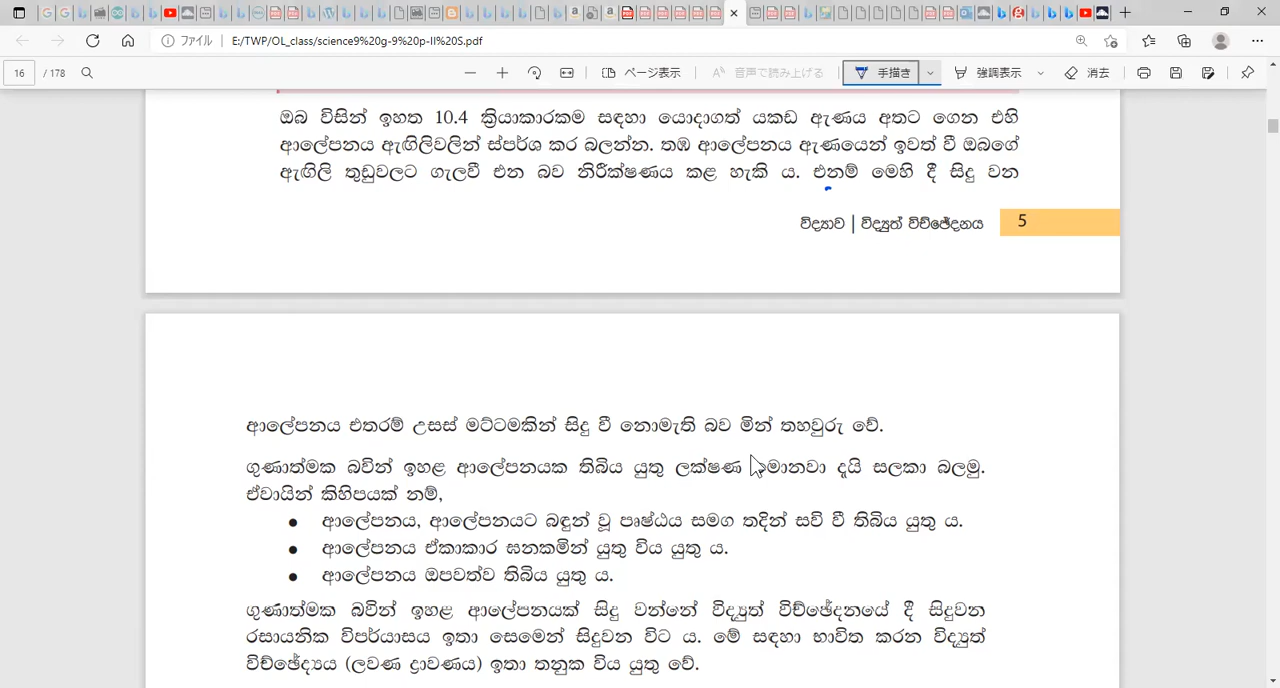 ファイル E:/TWP/OL_class/science9%20g-9%20p-II%20S.pdf
16 / 178 ページ表示 音声で読み上げる 手描き 強調表示 消去
ඔබ විසින් ඉහත 10.4 ක්‍රියාකාරකම සඳහා යොදාගත් යකඩ ඇණය අතට ගෙන එහි
ආලේපනය ඇඟිලිවලින් ස්පර්ශ කර බලන්න. තඹ ආලේපනය ඇණයෙන් ඉවත් වී ඔබගේ
ඇඟිලි තුඩුවලට ගැලවී එන බව නිරීක්ෂණය කළ හැකි ය. එනම් මෙහි දී සිදු වන
විද්‍යාව | විද්‍යුත් විච්ඡේදනය 5
ආලේපනය එතරම් උසස් මට්ටමකින් සිදු වී නොමැති බව මින් තහවුරු වේ.
ගුණාත්මක බවින් ඉහළ ආලේපනයක තිබිය යුතු ලක්ෂණ මොනවා දැයි සලකා බලමු.
ඒවායින් කිහිපයක් නම්,
● ආලේපනය, ආලේපනයට බඳුන් වූ පෘෂ්ඨය සමග තදින් සවි වී තිබිය යුතු ය.
● ආලේපනය ඒකාකාර ඝනකමින් යුතු විය යුතු ය.
● ආලේපනය ඔපවත්ව තිබිය යුතු ය.
ගුණාත්මක බවින් ඉහළ ආලේපනයක් සිදු වන්නේ විද්‍යුත් විච්ඡේදනයේ දී සිදුවන
රසායනික විපර්යාසය ඉතා සෙමෙන් සිදුවන විට ය. මේ සඳහා භාවිත කරන විද්‍යුත්
විච්ඡේද්‍යය (ලවණ ද්‍රාවණය) ඉතා තනුක විය යුතු වේ.